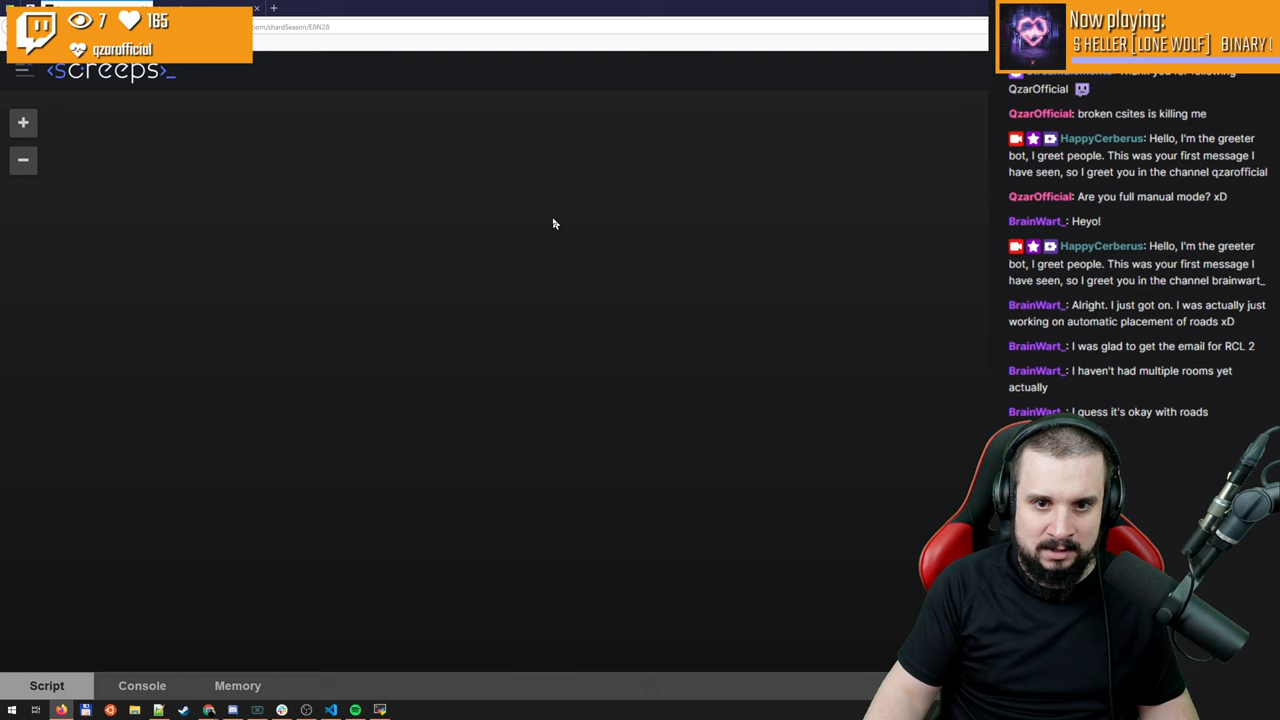 7 165
qzarofficial
om/shardSeason/E8N28
<screeps>_
+
−
Now playing:
S HELLER [LONE WOLF] BINARY
QzarOfficial
QzarOfficial: broken csites is killing me
HappyCerberus: Hello, I'm the greeter
bot, I greet people. This was your first message I
have seen, so I greet you in the channel qzarofficial
QzarOfficial: Are you full manual mode? xD
BrainWart_: Heyo!
HappyCerberus: Hello, I'm the greeter
bot, I greet people. This was your first message I
have seen, so I greet you in the channel brainwart_
BrainWart_: Alright. I just got on. I was actually just
working on automatic placement of roads xD
BrainWart_: I was glad to get the email for RCL 2
BrainWart_: I haven't had multiple rooms yet
actually
BrainWart_: I guess it's okay with roads
Script Console Memory